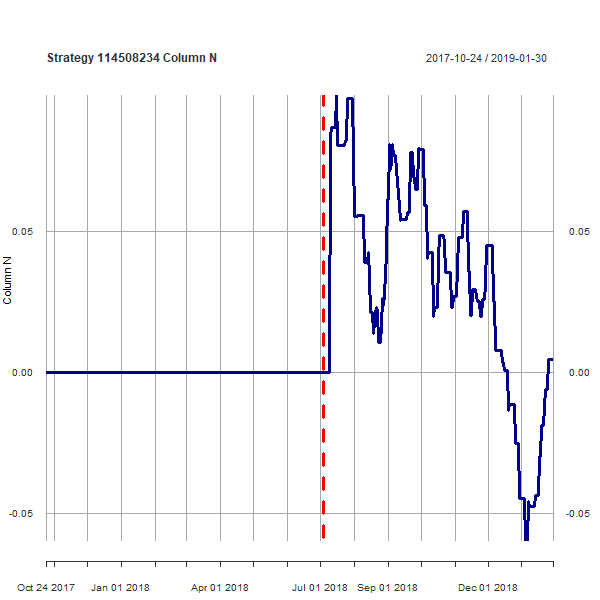 Strategy 114508234 Column N
2017-10-24 / 2019-01-30
Column N
0.05
0.05
0.00
0.00
-0.05
-0.05
Oct 24 2017
Jan 01 2018
Apr 01 2018
Jul 01 2018
Sep 01 2018
Dec 01 2018